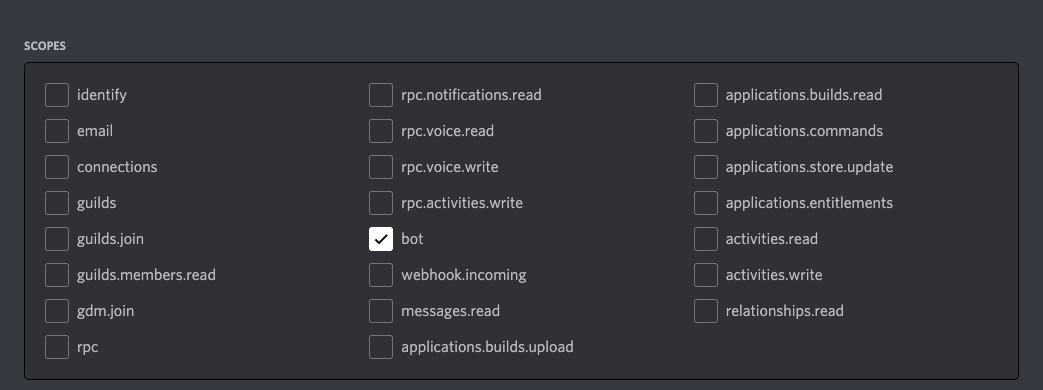 SCOPES
identify
email
connections
guilds
guilds.join
guilds.members.read
gdm.join
rpc
rpc.notifications.read
rpc.voice.read
rpc.voice.write
rpc.activities.write
bot
webhook.incoming
messages.read
applications.builds.upload
applications.builds.read
applications.commands
applications.store.update
applications.entitlements
activities.read
activities.write
relationships.read